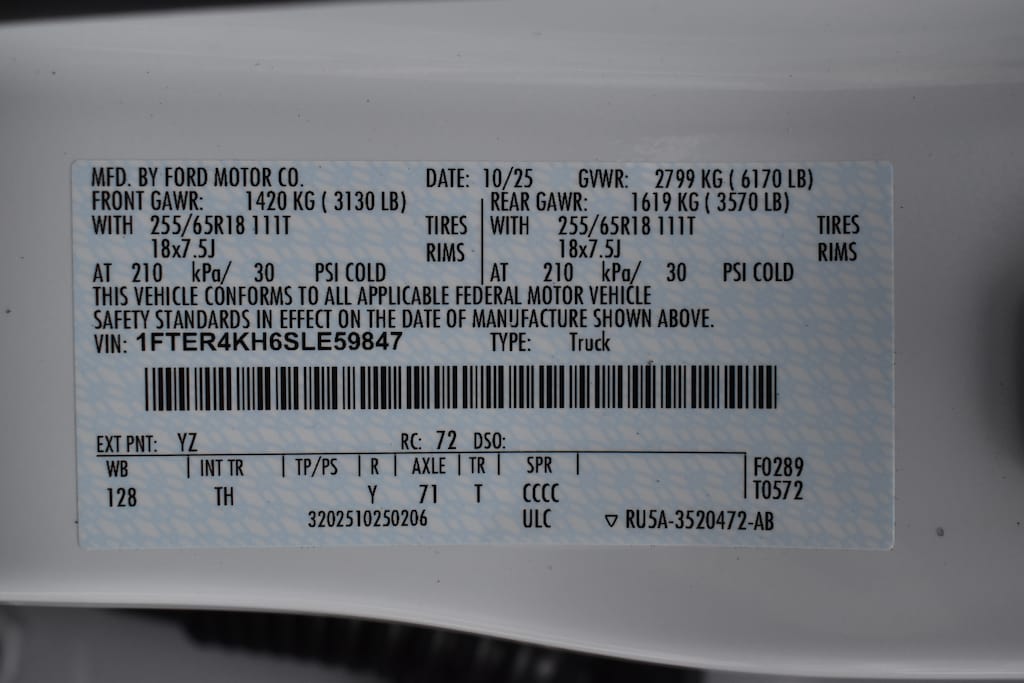 MFD. BY FORD MOTOR CO. DATE: 10/25 GVWR: 2799 KG ( 6170 LB)
FRONT GAWR: 1420 KG ( 3130 LB) REAR GAWR: 1619 KG ( 3570 LB)
WITH 255/65R18 111T TIRES WITH 255/65R18 111T TIRES
18x7.5J RIMS 18x7.5J RIMS
AT 210 kPa/ 30 PSI COLD AT 210 kPa/ 30 PSI COLD
THIS VEHICLE CONFORMS TO ALL APPLICABLE FEDERAL MOTOR VEHICLE
SAFETY STANDARDS IN EFFECT ON THE DATE OF MANUFACTURE SHOWN ABOVE.
VIN: 1FTER4KH6SLE59847 TYPE: Truck
EXT PNT: YZ RC: 72 DSO:
WB INT TR TP/PS R AXLE TR SPR F0289
128 TH Y 71 T CCCC T0572
3202510250206 ULC ▽ RU5A-3520472-AB